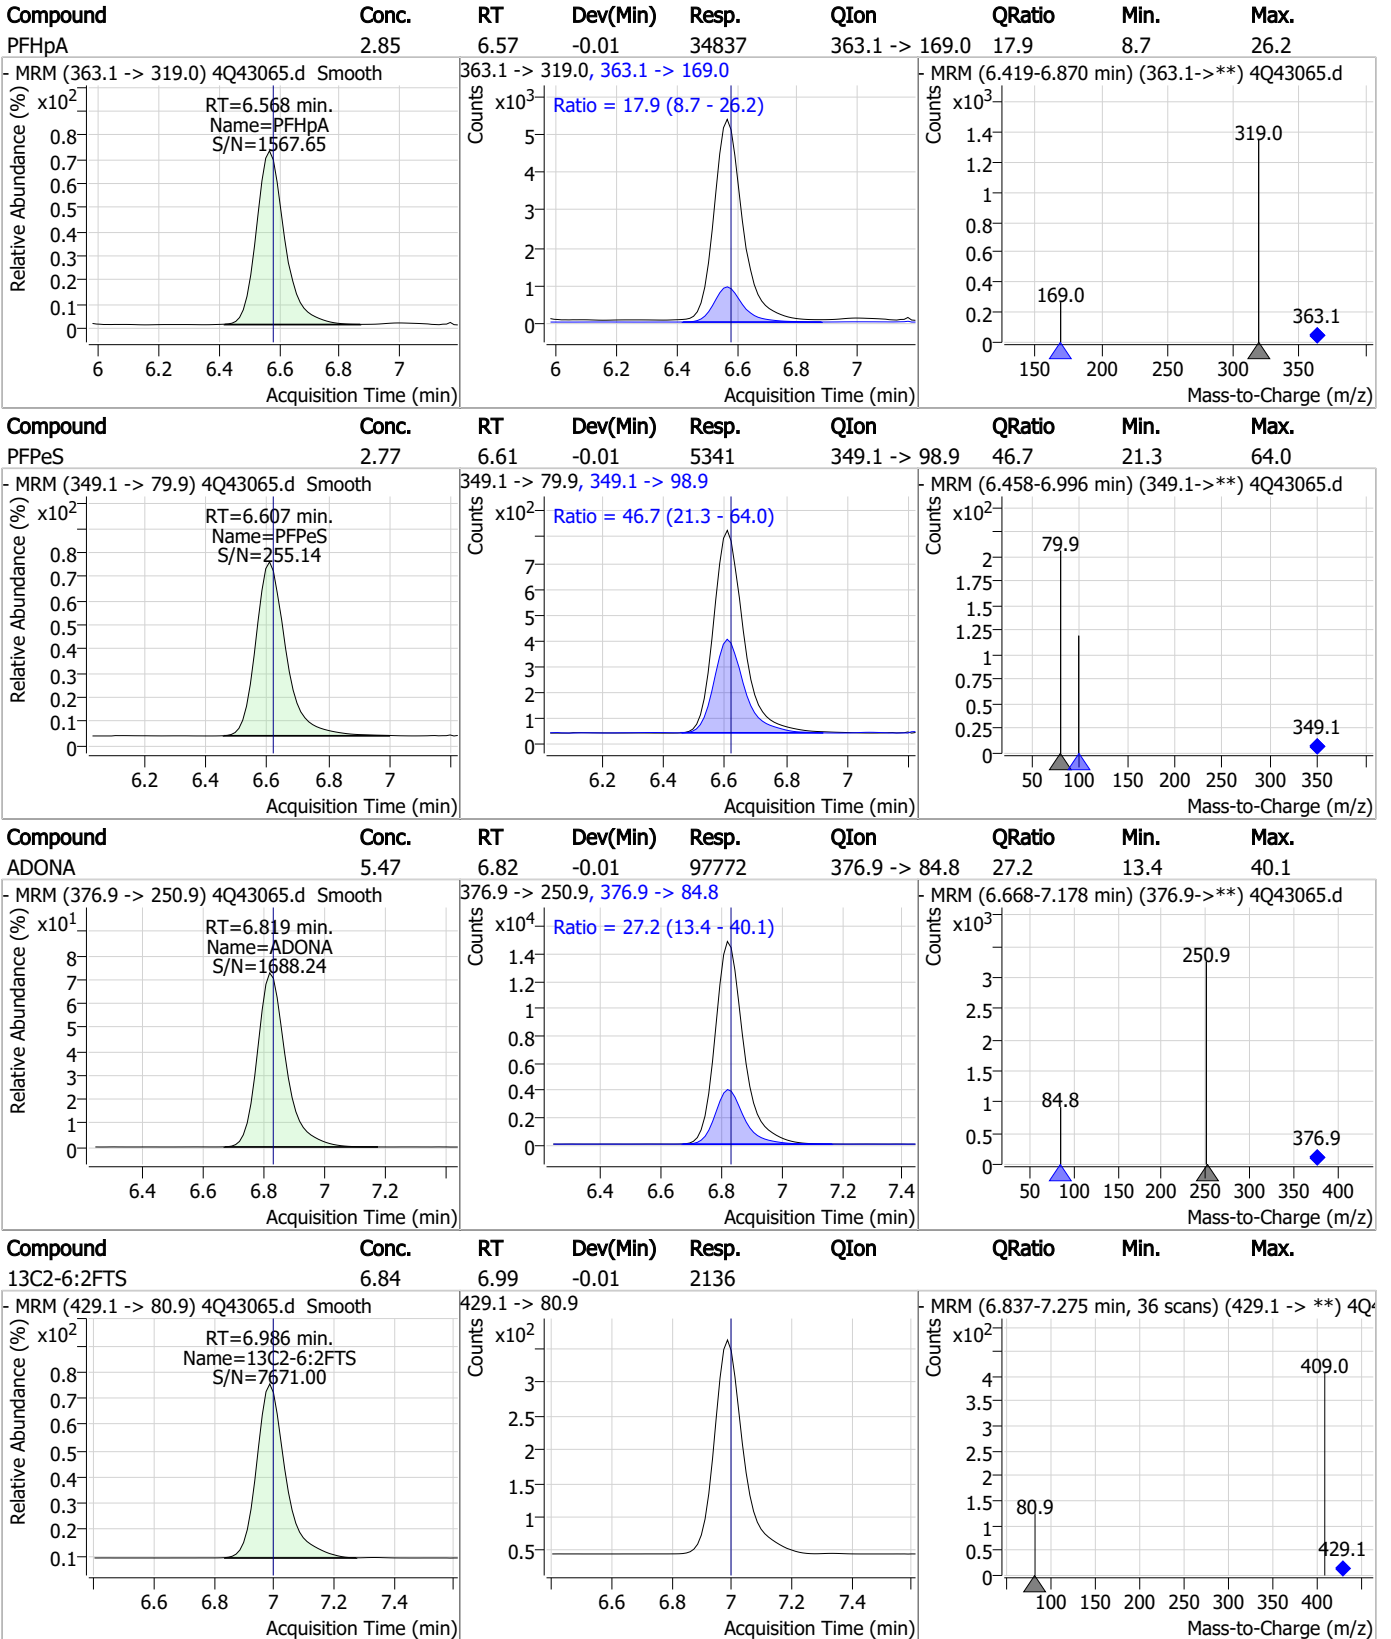 Compound Conc. RT Dev(Min) Resp. QIon QRatio Min. Max.
PFHpA 2.85 6.57 -0.01 34837 363.1 -> 169.0 17.9 8.7 26.2
- MRM (363.1 -> 319.0) 4Q43065.d Smooth
Relative Abundance (%)
x102
RT=6.568 min.
Name=PFHpA
S/N=1567.65
0.8
0.7
0.6
0.5
0.4
0.3
0.2
0.1
0
6 6.2 6.4 6.6 6.8 7
Acquisition Time (min)
363.1 -> 319.0, 363.1 -> 169.0
Counts
x103
Ratio = 17.9 (8.7 - 26.2)
5
4
3
2
1
0
6 6.2 6.4 6.6 6.8 7
Acquisition Time (min)
- MRM (6.419-6.870 min) (363.1->**) 4Q43065.d
Counts
x103
1.4
1.2
1
0.8
0.6
0.4
0.2
0
319.0
169.0
363.1
150 200 250 300 350
Mass-to-Charge (m/z)
Compound Conc. RT Dev(Min) Resp. QIon QRatio Min. Max.
PFPeS 2.77 6.61 -0.01 5341 349.1 -> 98.9 46.7 21.3 64.0
- MRM (349.1 -> 79.9) 4Q43065.d Smooth
Relative Abundance (%)
x102
RT=6.607 min.
Name=PFPeS
S/N=255.14
0.8
0.7
0.6
0.5
0.4
0.3
0.2
0.1
0
6.2 6.4 6.6 6.8 7
Acquisition Time (min)
349.1 -> 79.9, 349.1 -> 98.9
Counts
x102
Ratio = 46.7 (21.3 - 64.0)
7
6
5
4
3
2
1
0
6.2 6.4 6.6 6.8 7
Acquisition Time (min)
- MRM (6.458-6.996 min) (349.1->**) 4Q43065.d
Counts
x102
2
1.75
1.5
1.25
1
0.75
0.5
0.25
0
79.9
349.1
50 100 150 200 250 300 350
Mass-to-Charge (m/z)
Compound Conc. RT Dev(Min) Resp. QIon QRatio Min. Max.
ADONA 5.47 6.82 -0.01 97772 376.9 -> 84.8 27.2 13.4 40.1
- MRM (376.9 -> 250.9) 4Q43065.d Smooth
Relative Abundance (%)
x101
RT=6.819 min.
Name=ADONA
S/N=1688.24
8
7
6
5
4
3
2
1
0
6.4 6.6 6.8 7 7.2
Acquisition Time (min)
376.9 -> 250.9, 376.9 -> 84.8
Counts
x104
Ratio = 27.2 (13.4 - 40.1)
1.4
1.2
1
0.8
0.6
0.4
0.2
0
6.4 6.6 6.8 7 7.2 7.4
Acquisition Time (min)
- MRM (6.668-7.178 min) (376.9->**) 4Q43065.d
Counts
x103
3
2.5
2
1.5
1
0.5
0
250.9
84.8
376.9
50 100 150 200 250 300 350 400
Mass-to-Charge (m/z)
Compound Conc. RT Dev(Min) Resp. QIon QRatio Min. Max.
13C2-6:2FTS 6.84 6.99 -0.01 2136
- MRM (429.1 -> 80.9) 4Q43065.d Smooth
Relative Abundance (%)
x102
RT=6.986 min.
Name=13C2-6:2FTS
S/N=7671.00
0.8
0.7
0.6
0.5
0.4
0.3
0.2
0.1
6.6 6.8 7 7.2 7.4
Acquisition Time (min)
429.1 -> 80.9
Counts
x102
3
2.5
2
1.5
1
0.5
6.6 6.8 7 7.2 7.4
Acquisition Time (min)
- MRM (6.837-7.275 min, 36 scans) (429.1 -> **) 4Q4
Counts
x102
4
3.5
3
2.5
2
1.5
1
0.5
0
409.0
80.9
429.1
100 150 200 250 300 350 400
Mass-to-Charge (m/z)